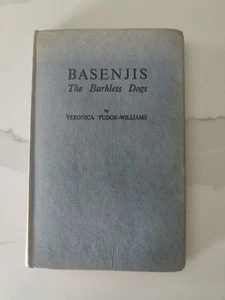 BASENJIS
The Barkless Dogs
by
VERONICA TUDOR-WILLIAMS